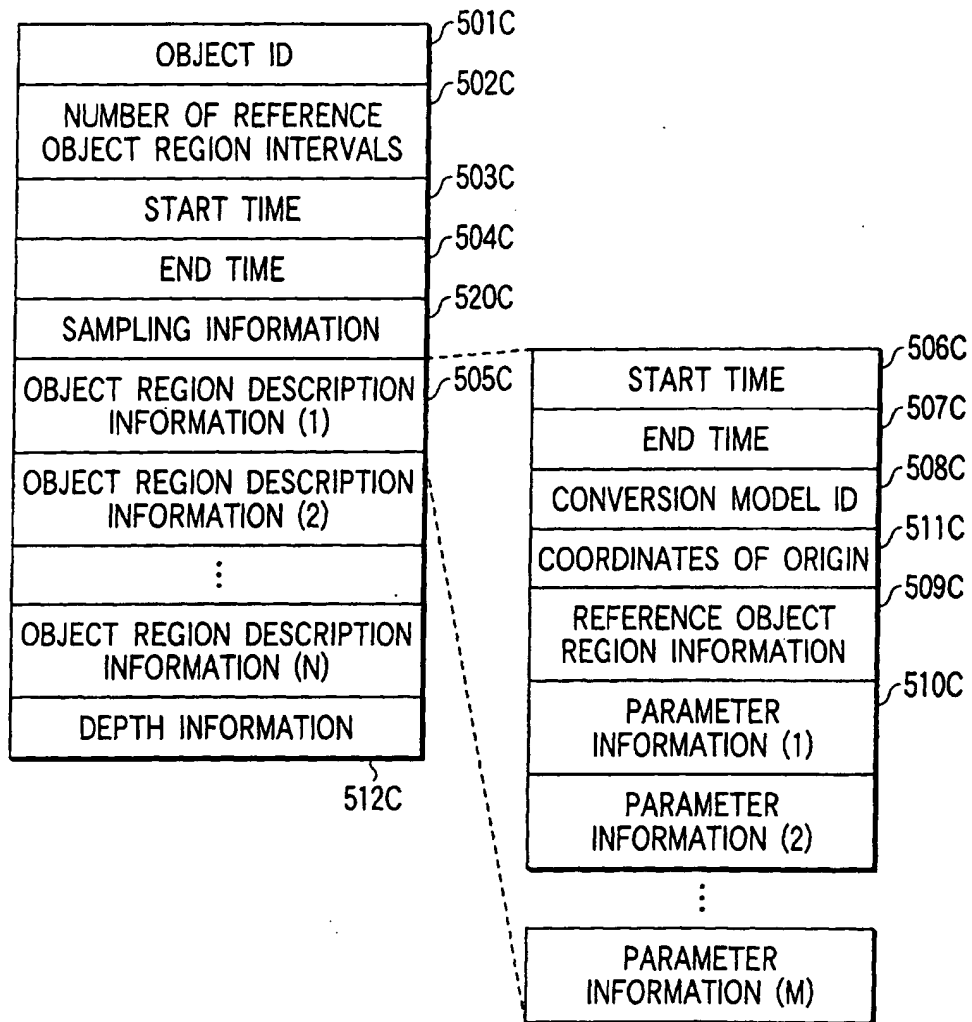 501C
OBJECT ID
502C
NUMBER OF REFERENCE
OBJECT REGION INTERVALS
503C
START TIME
504C
END TIME
520C
SAMPLING INFORMATION
505C
OBJECT REGION DESCRIPTION
INFORMATION (1)
OBJECT REGION DESCRIPTION
INFORMATION (2)
⋮
OBJECT REGION DESCRIPTION
INFORMATION (N)
DEPTH INFORMATION
512C
506C
START TIME
507C
END TIME
508C
CONVERSION MODEL ID
511C
COORDINATES OF ORIGIN
509C
REFERENCE OBJECT
REGION INFORMATION
510C
PARAMETER
INFORMATION (1)
PARAMETER
INFORMATION (2)
⋮
PARAMETER
INFORMATION (M)